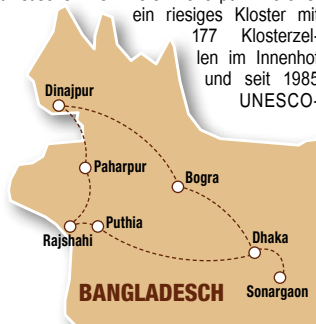 ein riesiges Kloster mit
177 Klosterzel-
len im Innenhof
und seit 1985
UNESCO-
Dinajpur
Paharpur
Bogra
Puthia
Rajshahi
Dhaka
Sonargaon
BANGLADESCH